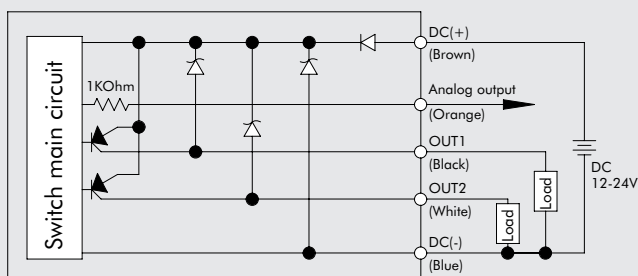 DC(+)
(Brown)
1KOhm
Analog output
(Orange)
Switch main circuit
OUT1
(Black)
DC
12-24V
Load
OUT2
(White)
Load
DC(-)
(Blue)